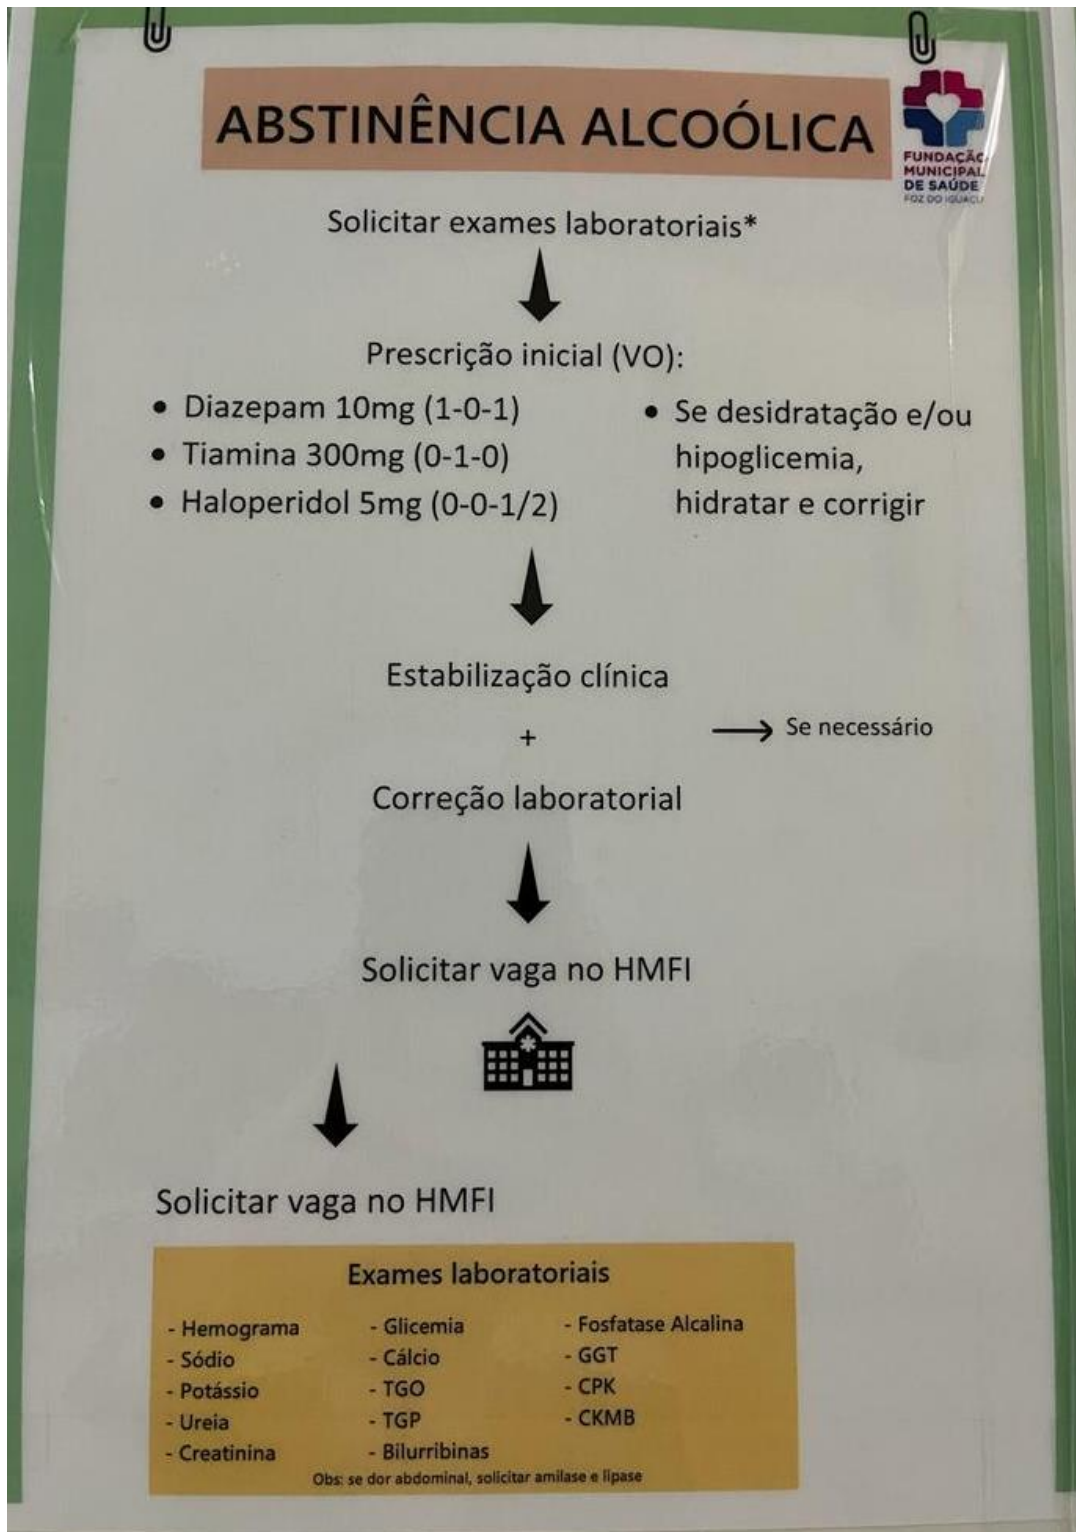 ABSTINÊNCIA ALCOÓLICA
FUNDAÇÃO
MUNICIPAL
DE SAÚDE
FOZ DO IGUAÇU
Solicitar exames laboratoriais*
Prescrição inicial (VO):
• Diazepam 10mg (1-0-1)
• Tiamina 300mg (0-1-0)
• Haloperidol 5mg (0-0-1/2)
• Se desidratação e/ou
hipoglicemia,
hidratar e corrigir
Estabilização clínica
+
Se necessário
Correção laboratorial
Solicitar vaga no HMFI
Solicitar vaga no HMFI
Exames laboratoriais
- Hemograma
- Sódio
- Potássio
- Ureia
- Creatinina
- Glicemia
- Cálcio
- TGO
- TGP
- Bilurribinas
- Fosfatase Alcalina
- GGT
- CPK
- CKMB
Obs: se dor abdominal, solicitar amilase e lipase